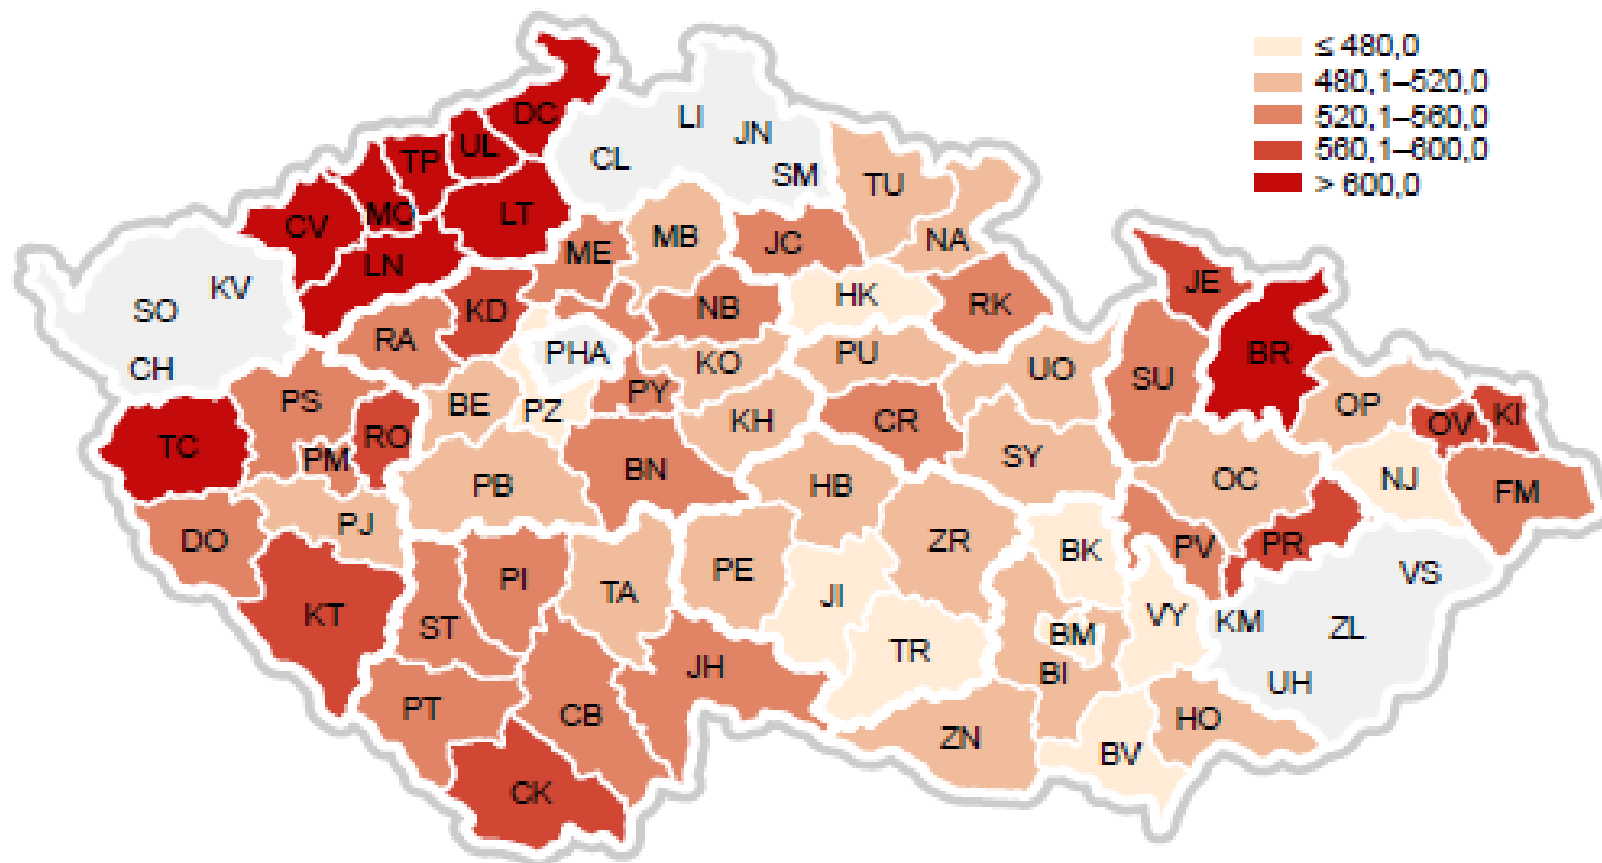 ≤ 480,0
480,1–520,0
520,1–560,0
560,1–600,0
> 600,0
DC
LI
JN
UL
TP
CL
SM
TU
MO
LT
CV
MB
JC
NA
ME
LN
KV
SO
JE
HK
RK
NB
KD
RA
PHA
PU
BR
CH
KO
UO
SU
PS
PY
BE
PZ
OP
KI
KH
CR
OV
RO
TC
PM
SY
BN
PB
HB
OC
NJ
FM
PJ
DO
ZR
BK
PV
PR
PE
VS
PI
TA
JI
KT
ST
VY
KM
ZL
BM
TR
JH
BI
UH
PT
CB
HO
ZN
BV
CK